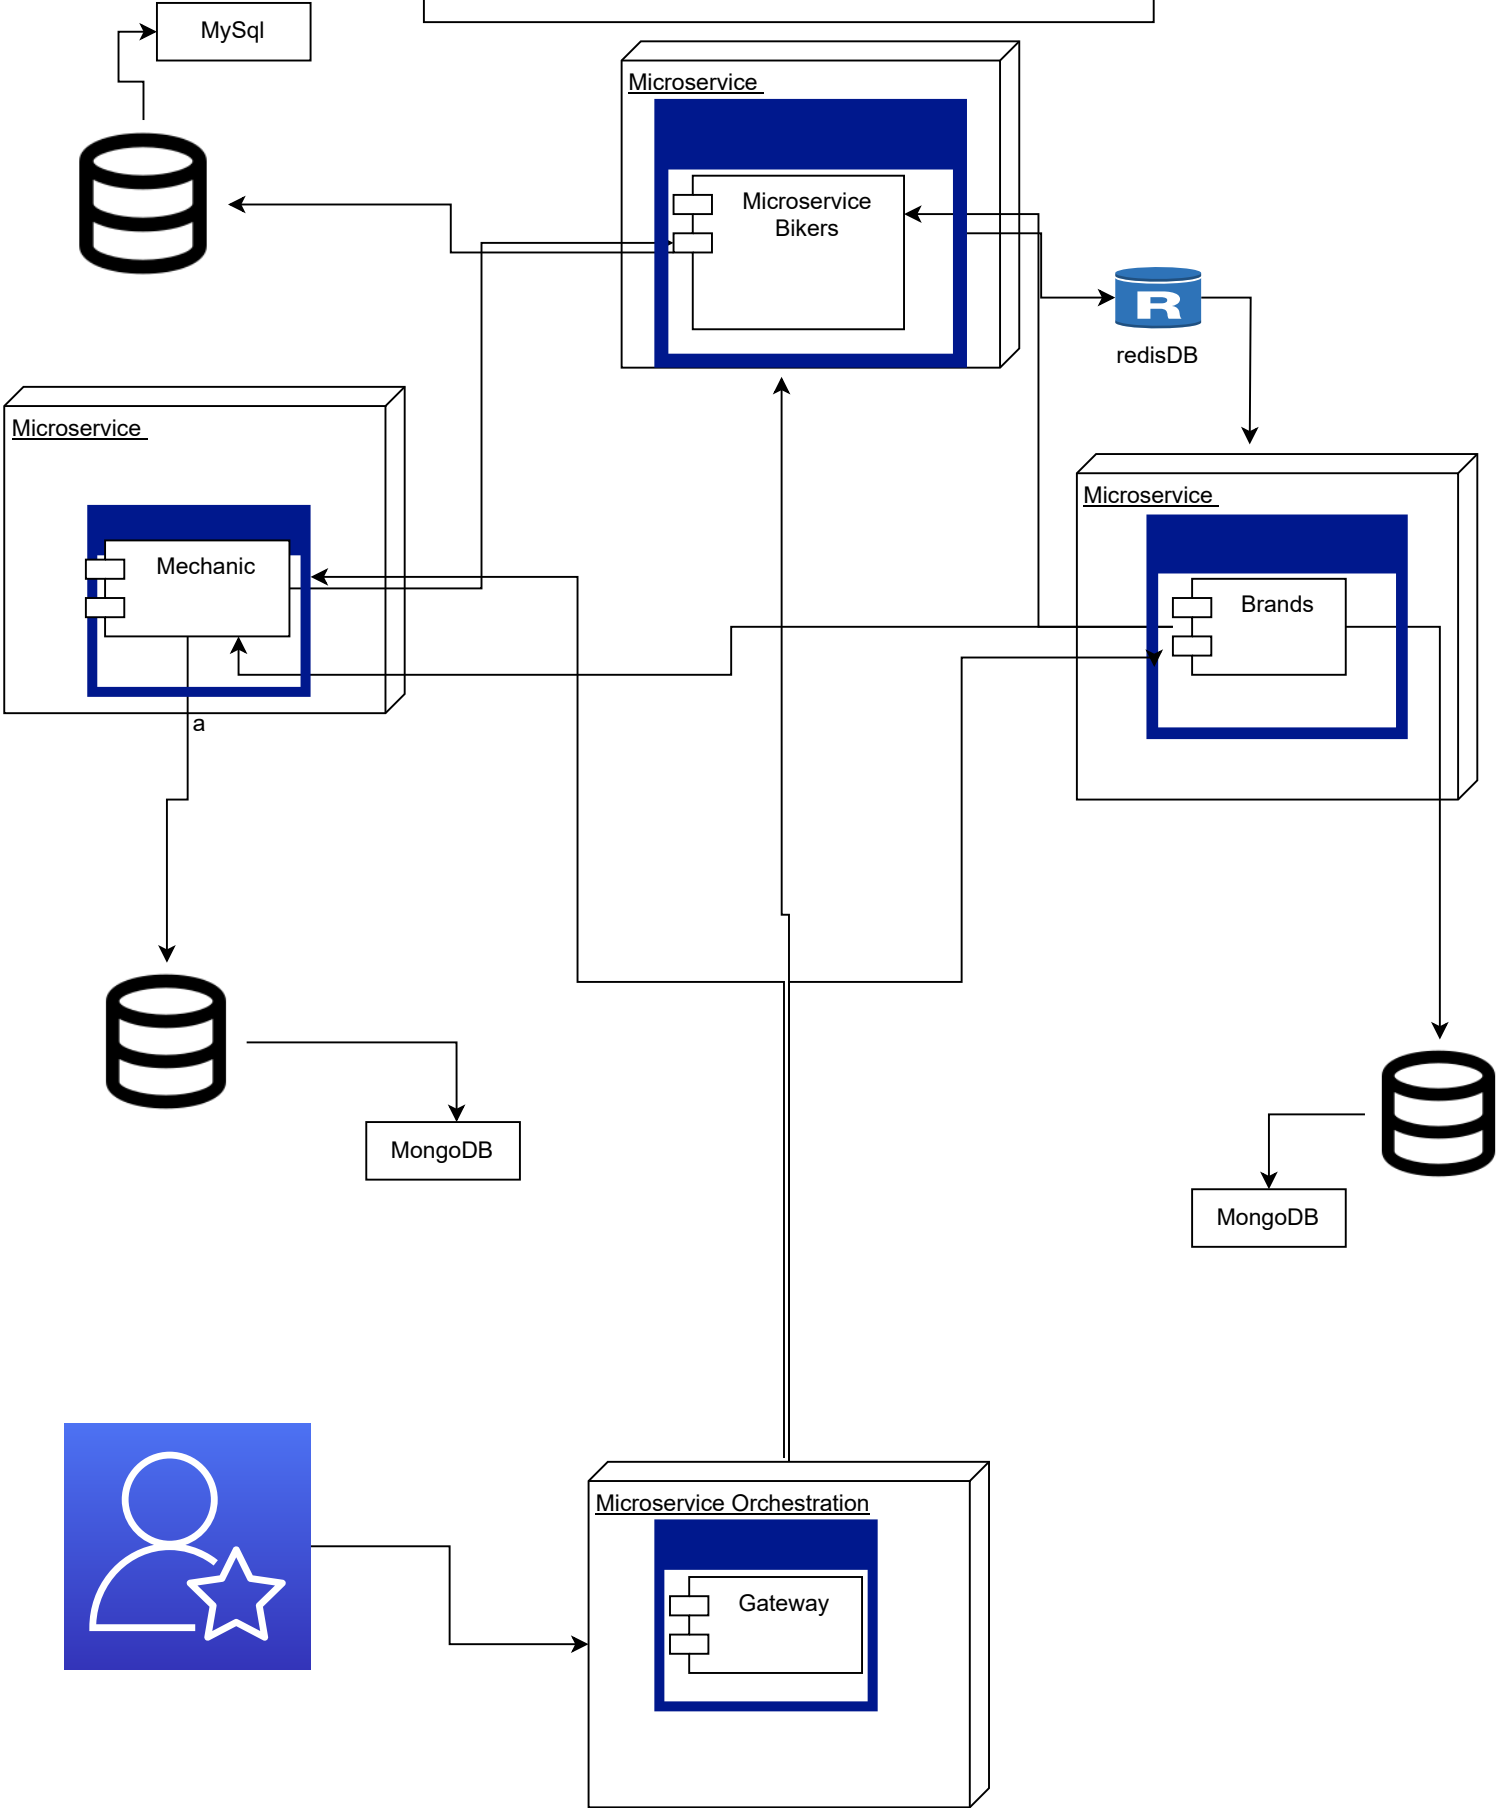 MySql
Microservice
Microservice
Bikers
redisDB
Microservice
Mechanic
a
Microservice
Brands
MongoDB
MongoDB
Microservice Orchestration
Gateway